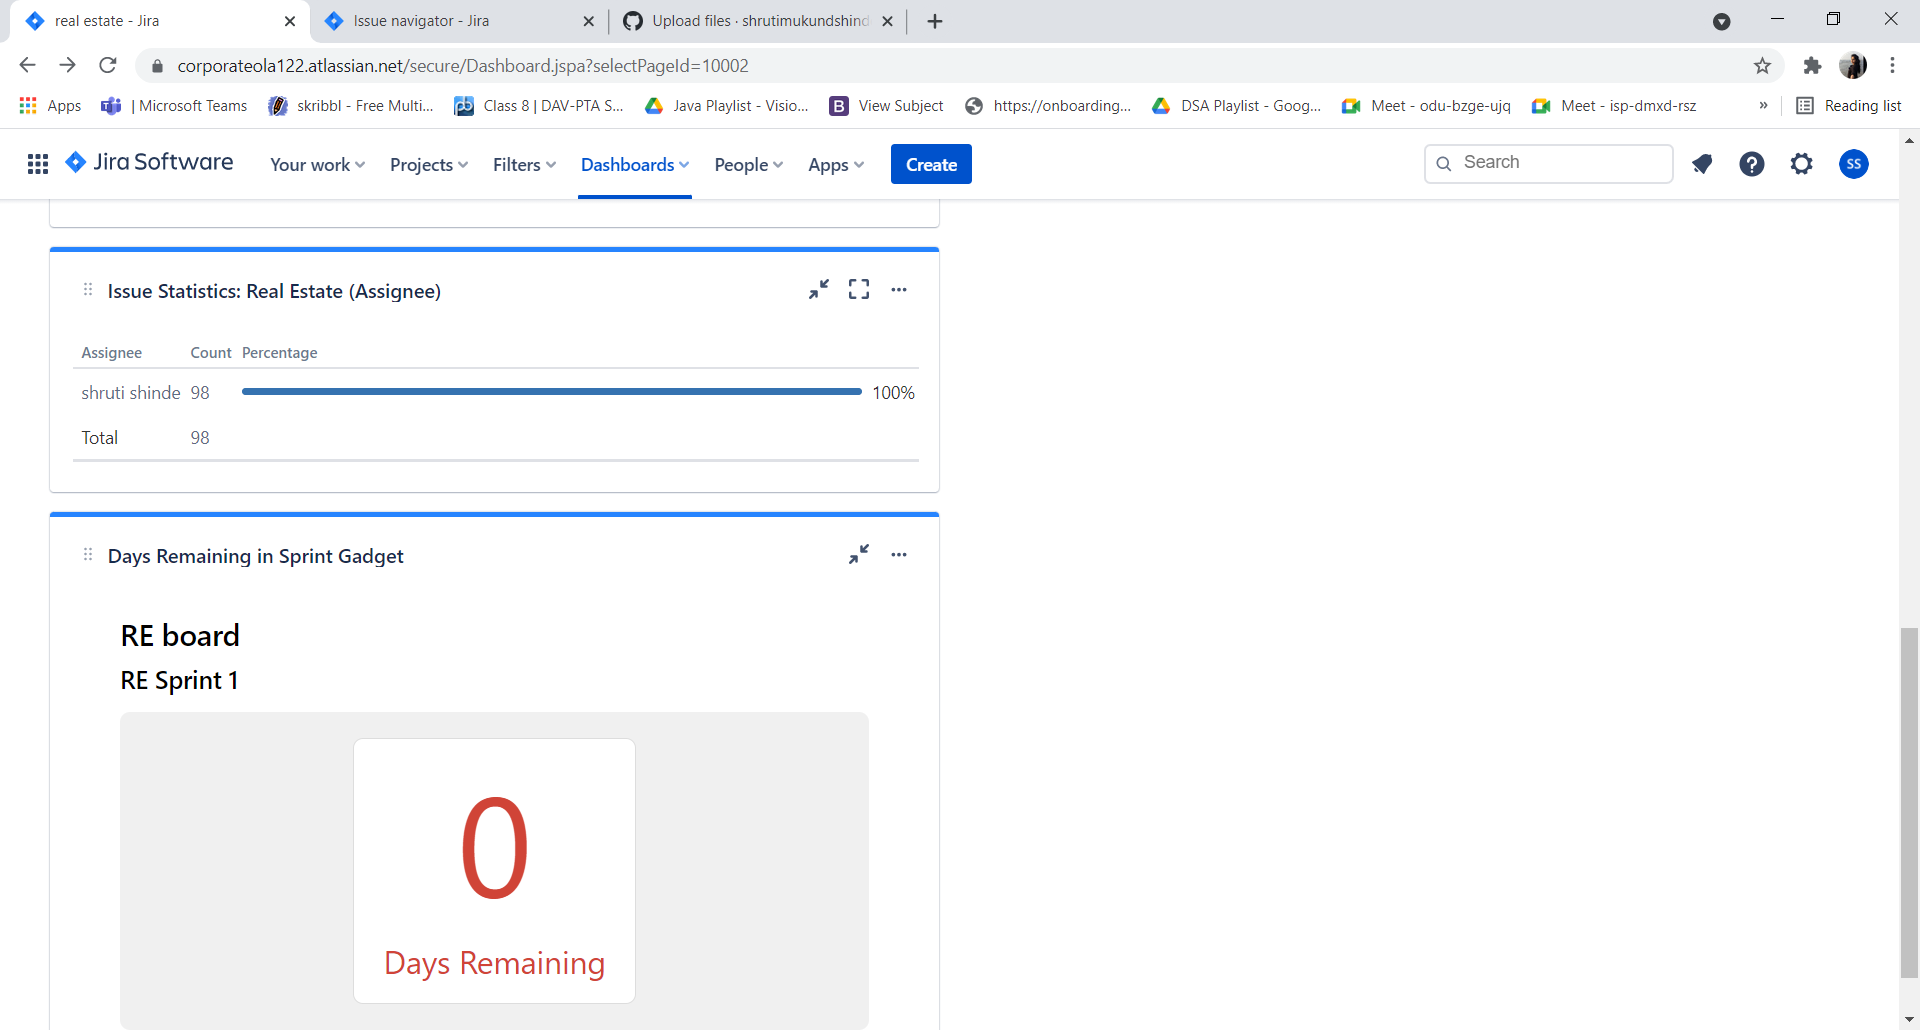 real estate - Jira
Issue navigator - Jira
Upload files · shrutimukundshind
corporateola122.atlassian.net/secure/Dashboard.jspa?selectPageId=10002
Apps
| Microsoft Teams
skribbl - Free Multi...
Class 8 | DAV-PTA S...
Java Playlist - Visio...
B View Subject
https://onboarding...
DSA Playlist - Goog...
Meet - odu-bzge-ujq
Meet - isp-dmxd-rsz
»
Reading list
Jira Software
Your work
Projects
Filters
Dashboards
People
Apps
Create
Search
SS
Issue Statistics: Real Estate (Assignee)
Assignee Count Percentage
shruti shinde 98 100%
Total 98
Days Remaining in Sprint Gadget
RE board
RE Sprint 1
0
Days Remaining